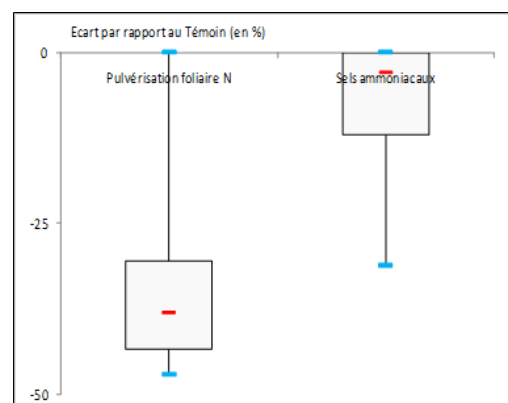 Ecart par rapport au Témoin (en %)
0
Pulvérisation foliaire N
Sels ammoniacaux
-25
-50